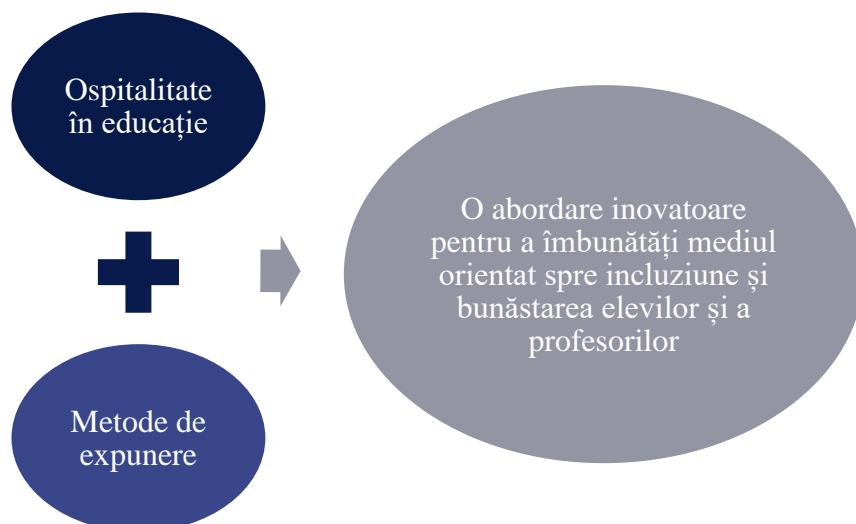 Ospitalitate
în educație
Metode de
expunere
O abordare inovatoare
pentru a îmbunătăți mediul
orientat spre incluziune și
bunăstarea elevilor și a
profesorilor